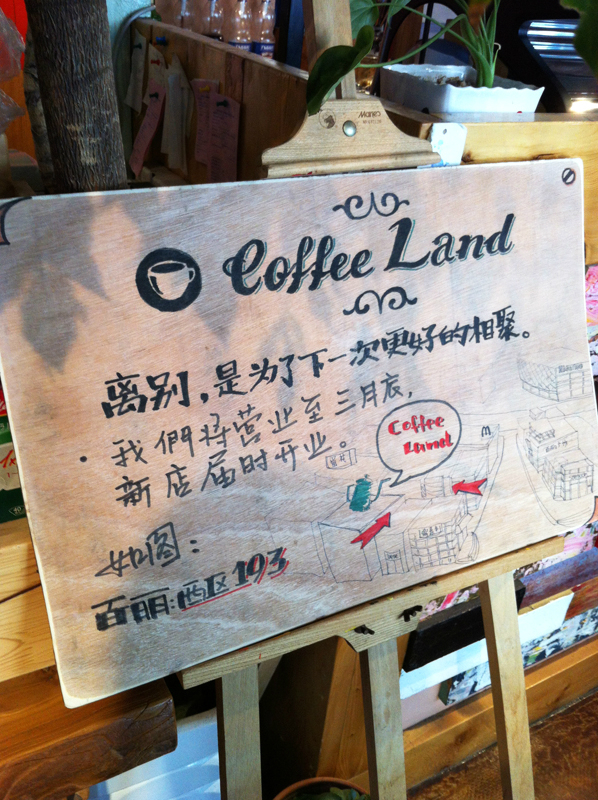 Coffee Land
离别，是为了下一次更好的相聚。
· 我們将营业至三月底，
新店届时开业。
Coffee
Land
如图：
百丽：西区193